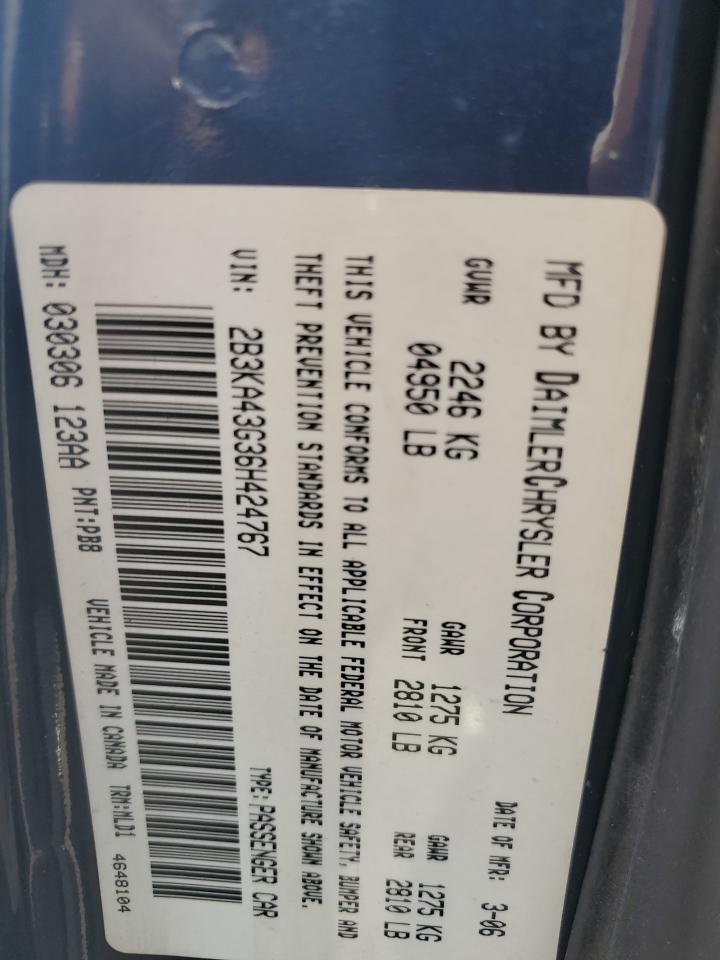 MFD BY DAIMLERCHRYSLER CORPORATION
DATE OF MFR: 3-06
GVWR 2246 KG
04950 LB
GAWR 1275 KG
FRONT 2810 LB
GAWR 1275 KG
REAR 2810 LB
THIS VEHICLE CONFORMS TO ALL APPLICABLE FEDERAL MOTOR VEHICLE SAFETY, BUMPER AND
THEFT PREVENTION STANDARDS IN EFFECT ON THE DATE OF MANUFACTURE SHOWN ABOVE.
VIN: 2B3KA43G36H424767 TYPE: PASSENGER CAR
MDH: 030306 123AA PNT:PB8 VEHICLE MADE IN CANADA TRM:MLD1 4648104